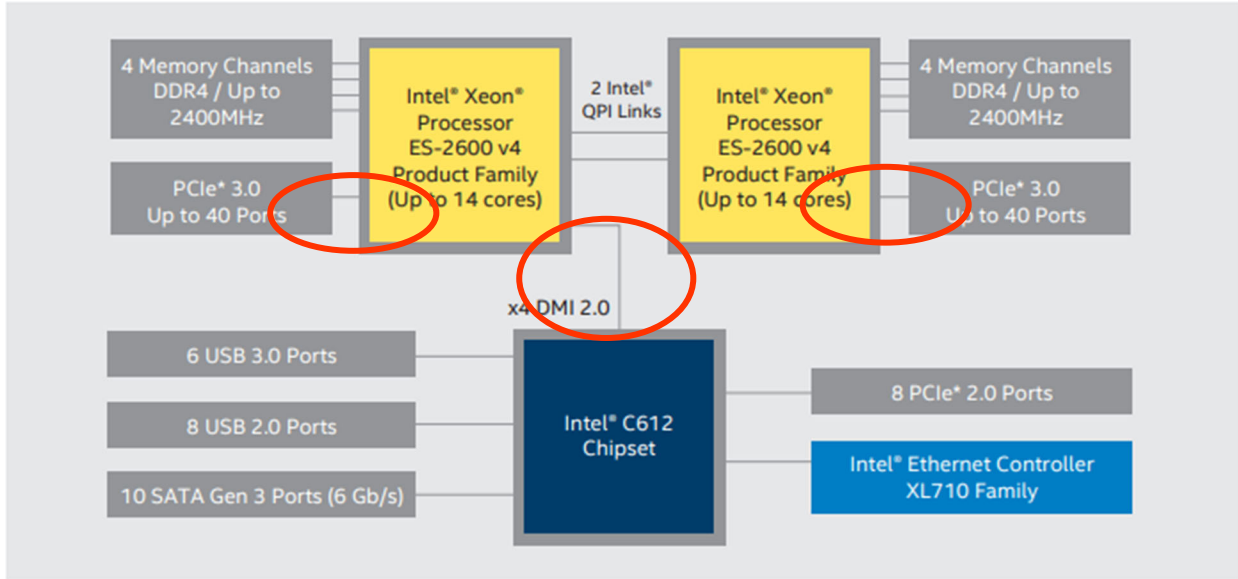 4 Memory Channels
DDR4 / Up to
2400MHz
PCIe* 3.0
Up to 40 Ports
Intel® Xeon®
Processor
ES-2600 v4
Product Family
(Up to 14 cores)
2 Intel®
QPI Links
Intel® Xeon®
Processor
ES-2600 v4
Product Family
(Up to 14 cores)
4 Memory Channels
DDR4 / Up to
2400MHz
PCIe* 3.0
Up to 40 Ports
x4 DMI 2.0
6 USB 3.0 Ports
8 USB 2.0 Ports
10 SATA Gen 3 Ports (6 Gb/s)
Intel® C612
Chipset
8 PCIe* 2.0 Ports
Intel® Ethernet Controller
XL710 Family